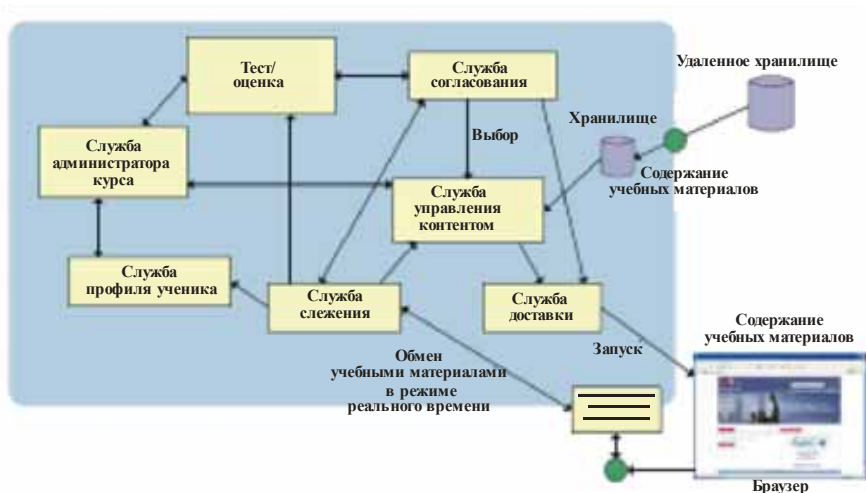 Тест/
оценка
Служба
согласования
Удаленное хранилище
Хранилище
Выбор
Служба
администратора
курса
Служба
управления
контентом
Содержание
учебных материалов
Служба
профиля ученика
Служба
слежения
Служба
доставки
Содержание
учебных материалов
Запуск
Обмен
учебными материалами
в режиме
реального времени
Браузер